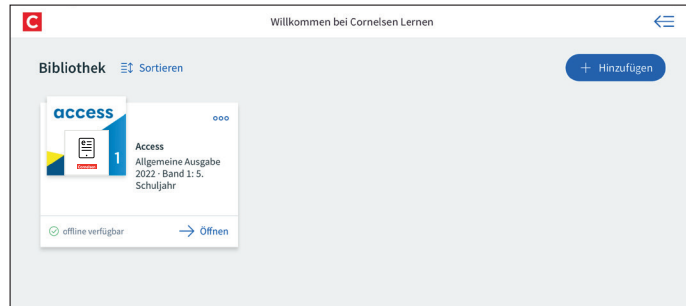 C
Willkommen bei Cornelsen Lernen
Bibliothek
Sortieren
+ Hinzufügen
access
1
Cornelsen
Access
Allgemeine Ausgabe
2022 · Band 1: 5.
Schuljahr
offline verfügbar
Öffnen